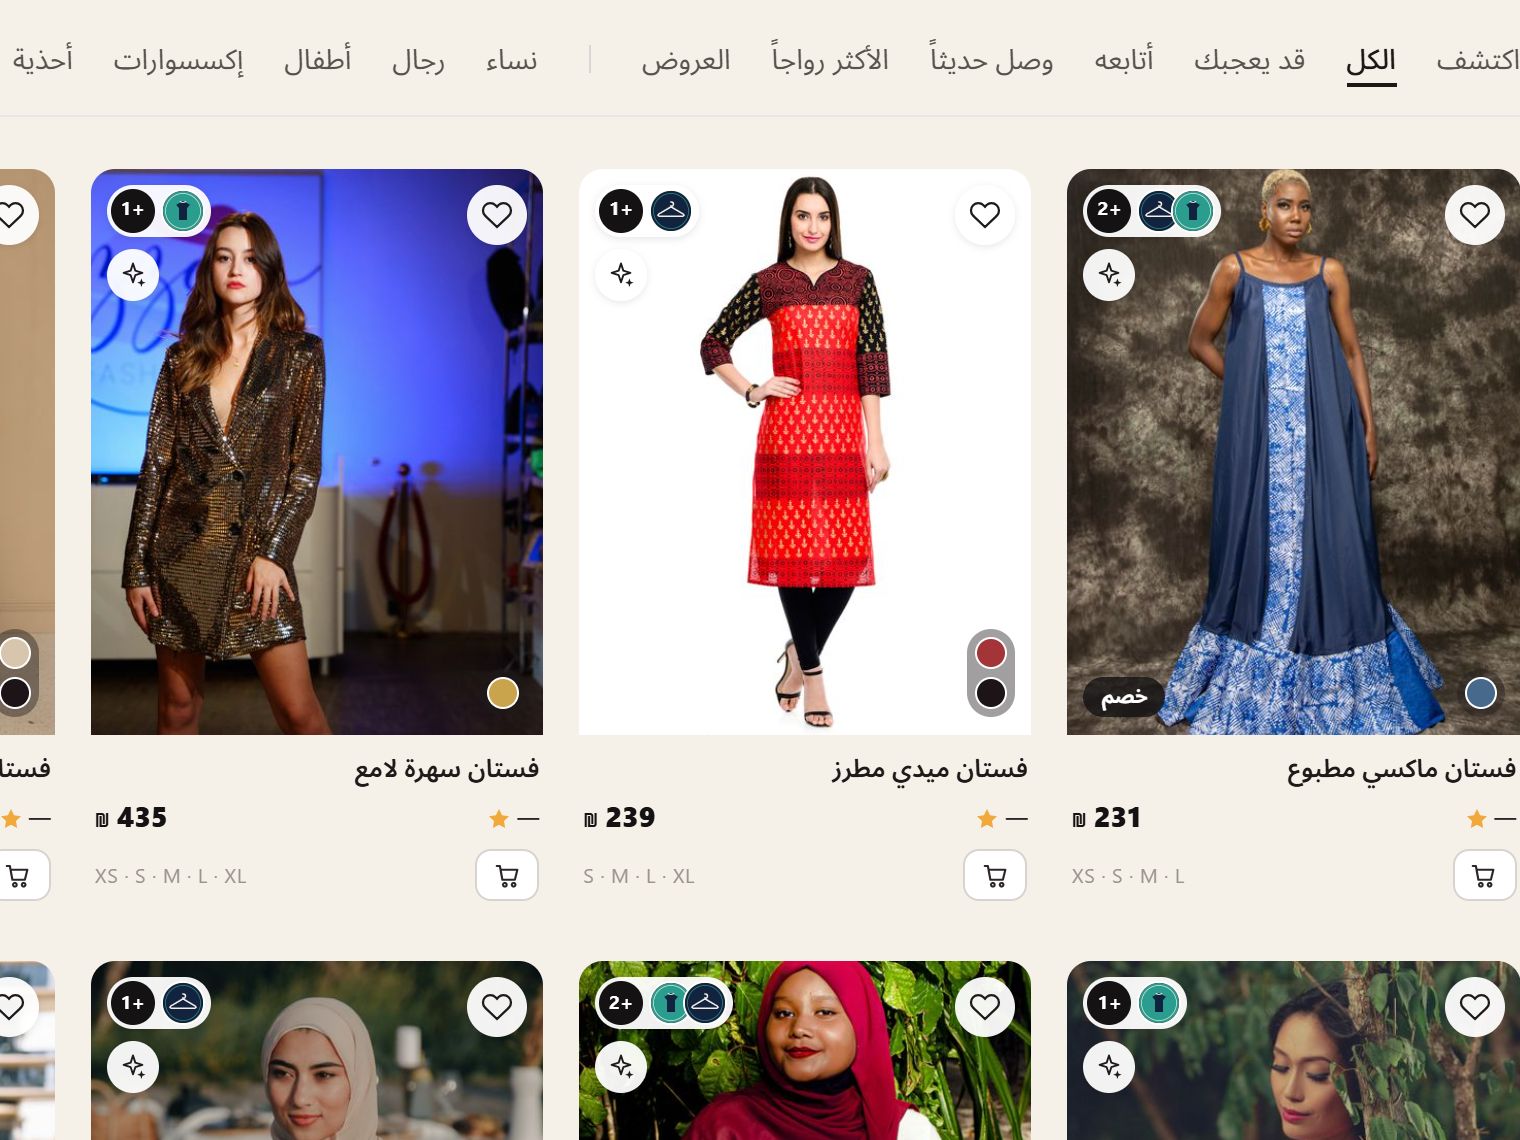 اكتشف
الكل
قد يعجبك
أتابعه
وصل حديثاً
الأكثر رواجاً
العروض
نساء
رجال
أطفال
إكسسوارات
أحذية
2+
خصم
فستان ماكسي مطبوع
—
231 ₪
XS · S · M · L
1+
فستان ميدي مطرز
—
239 ₪
S · M · L · XL
1+
فستان سهرة لامع
—
435 ₪
XS · S · M · L · XL
—
1+
2+
1+